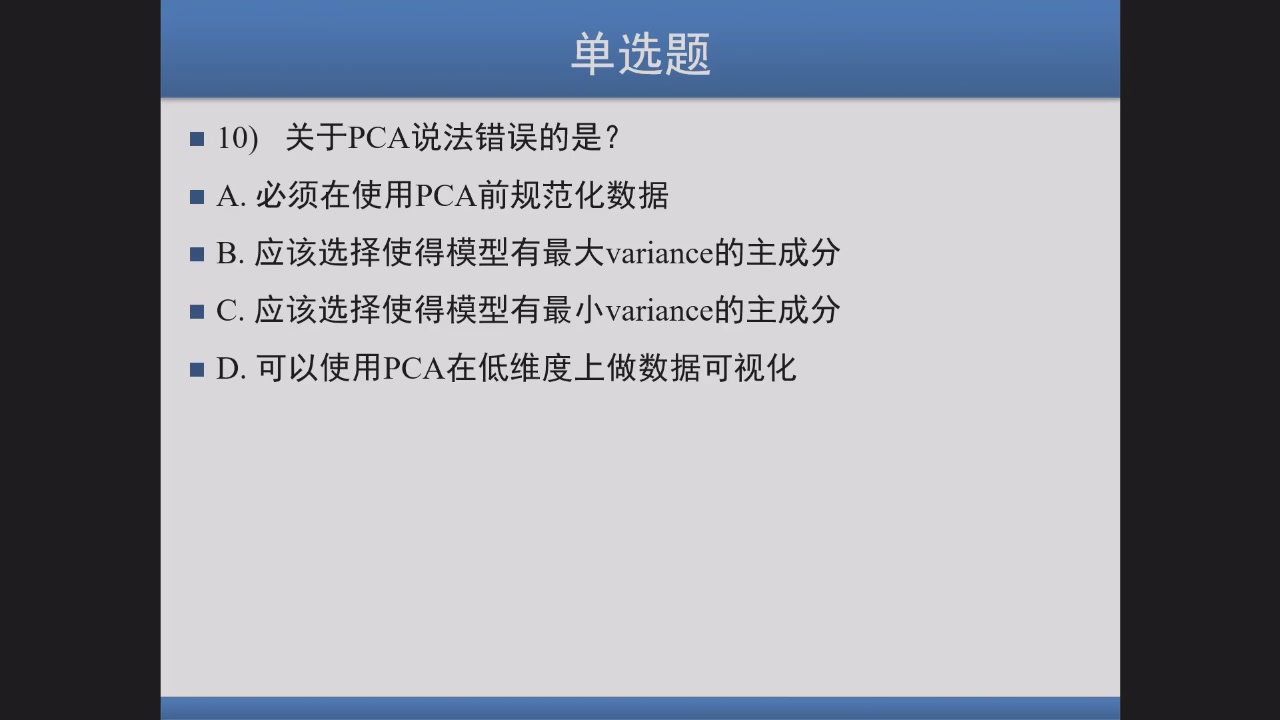 单选题
10) 关于PCA说法错误的是?
A. 必须在使用PCA前规范化数据
B. 应该选择使得模型有最大variance的主成分
C. 应该选择使得模型有最小variance的主成分
D. 可以使用PCA在低维度上做数据可视化